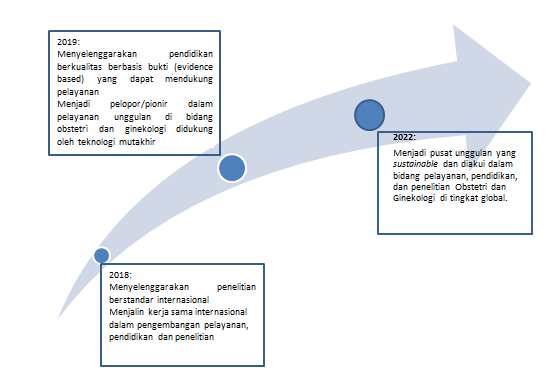 2019:
Menyelenggarakan pendidikan
berkualitas berbasis bukti (evidence
based) yang dapat mendukung
pelayanan
Menjadi pelopor/pionir dalam
pelayanan unggulan di bidang
obstetri dan ginekologi didukung
oleh teknologi mutakhir
2022:
Menjadi pusat unggulan yang
sustainable dan diakui dalam
bidang pelayanan, pendidikan,
dan penelitian Obstetri dan
Ginekologi di tingkat global.
2018:
Menyelenggarakan penelitian
berstandar internasional
Menjalin kerja sama internasional
dalam pengembangan pelayanan,
pendidikan dan penelitian